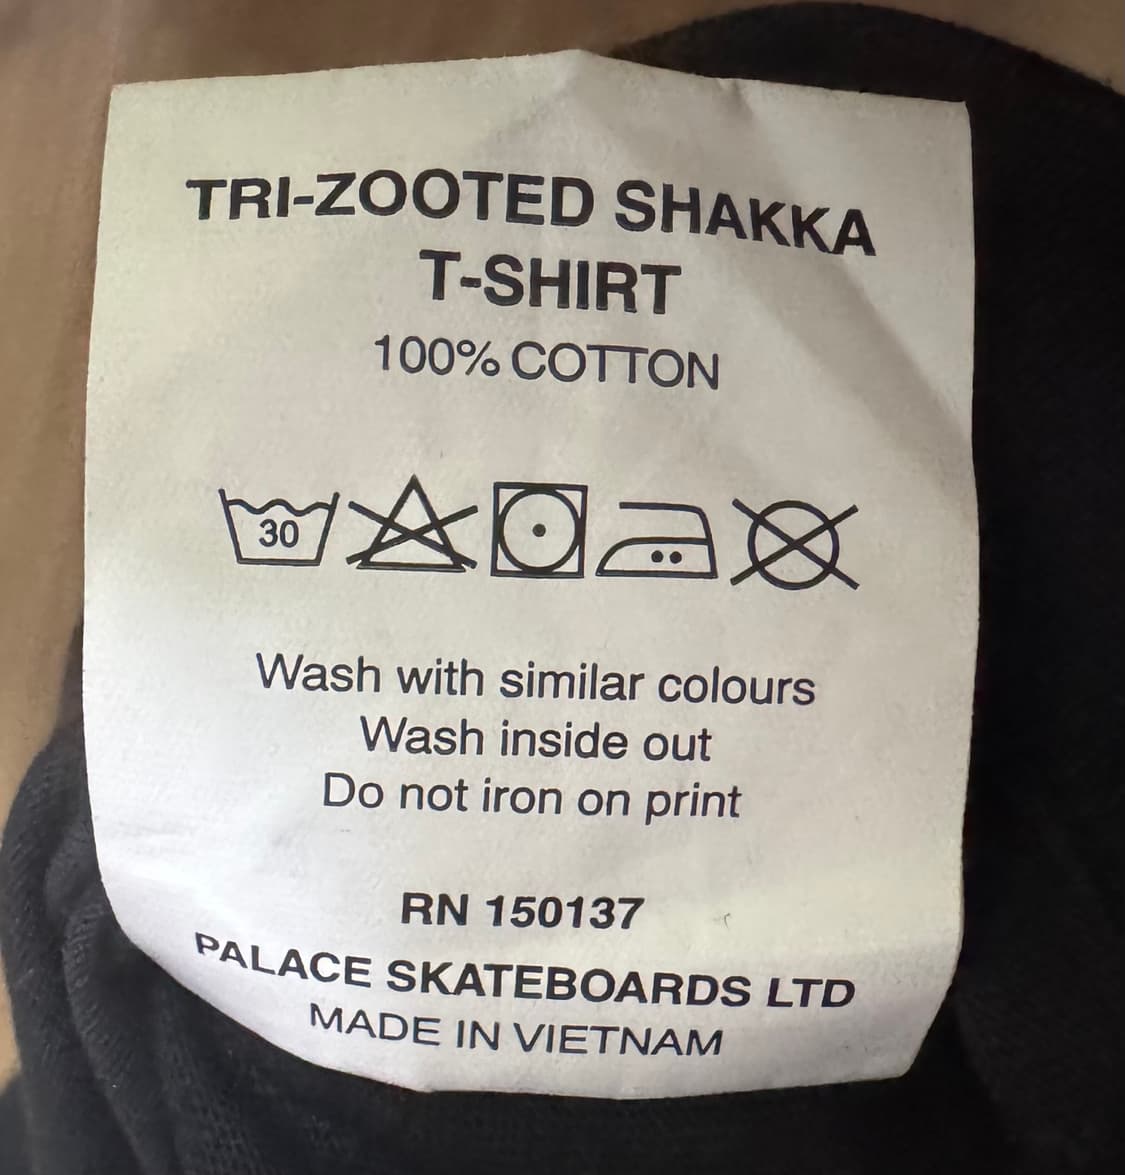 TRI-ZOOTED SHAKKA
T-SHIRT
100% COTTON
30
Wash with similar colours
Wash inside out
Do not iron on print
RN 150137
PALACE SKATEBOARDS LTD
MADE IN VIETNAM